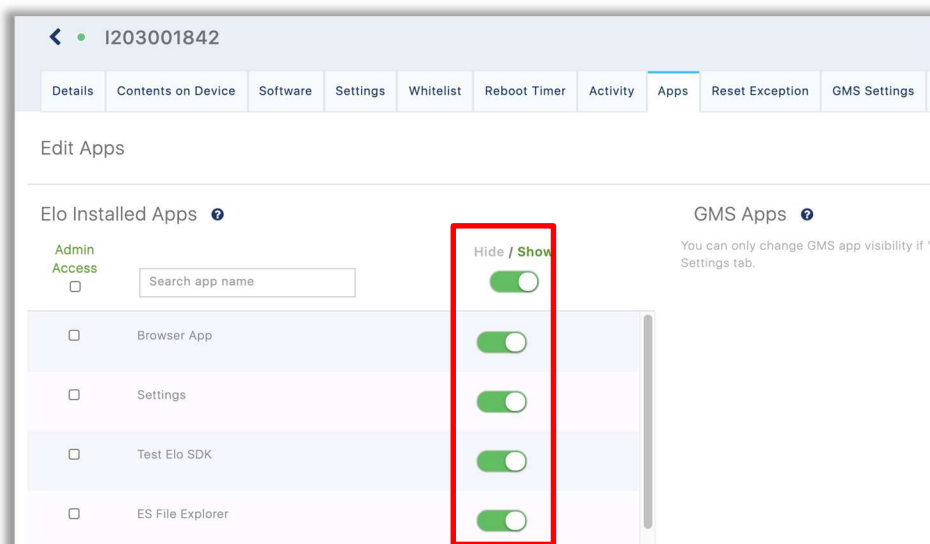 I203001842
Details Contents on Device Software Settings Whitelist Reboot Timer Activity Apps Reset Exception GMS Settings
Edit Apps
Elo Installed Apps ?
GMS Apps ?
Admin
Access
Search app name
Hide / Show
You can only change GMS app visibility if '
Settings tab.
Browser App
Settings
Test Elo SDK
ES File Explorer